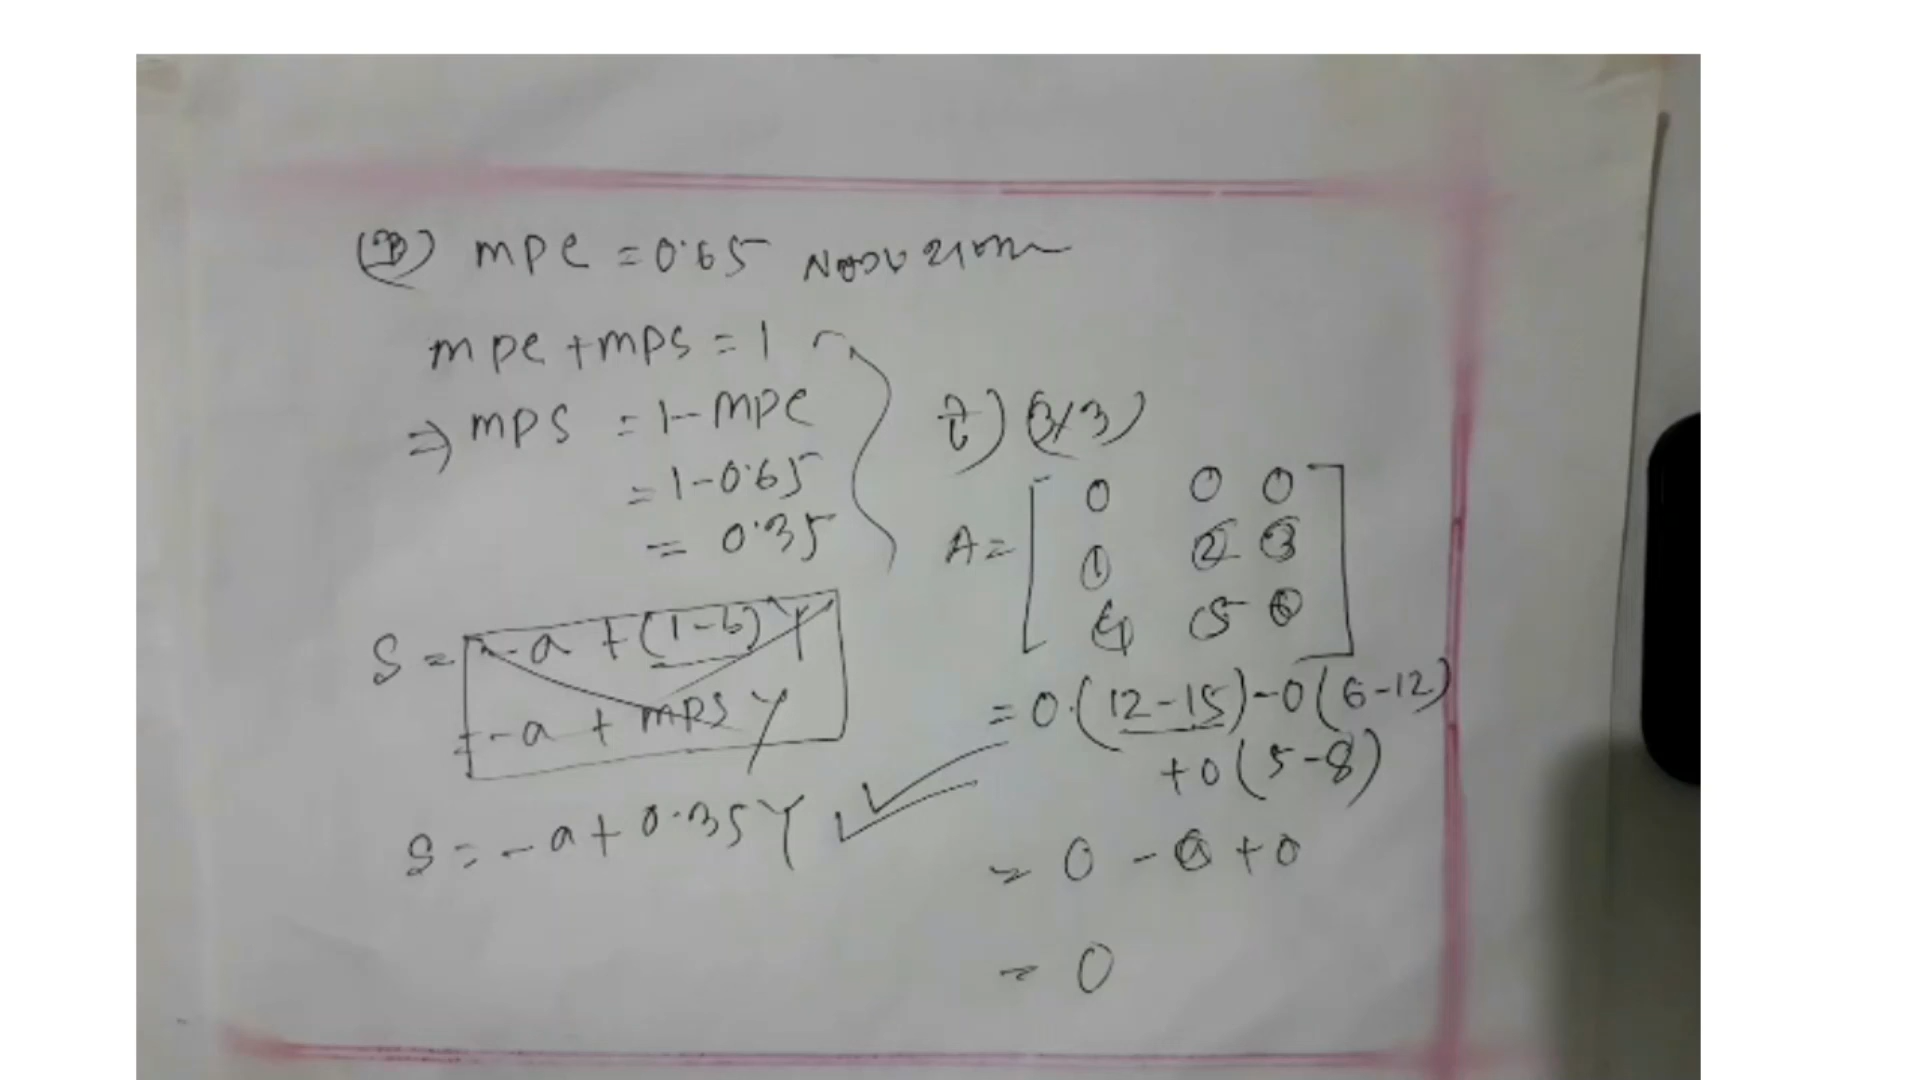 mpc = 0.65
mpc + mps = 1
⇒ mps = 1 - mpc
= 1 - 0.65
= 0.35
S = -a + (1-b) Y
= -a + mps Y
S = -a + 0.35 Y
(3×3)
A = [ 0 0 0
1 2 3
4 5 6 ]
= 0.(12-15) - 0(6-12)
+0(5-8)
= 0 - 0 + 0
= 0